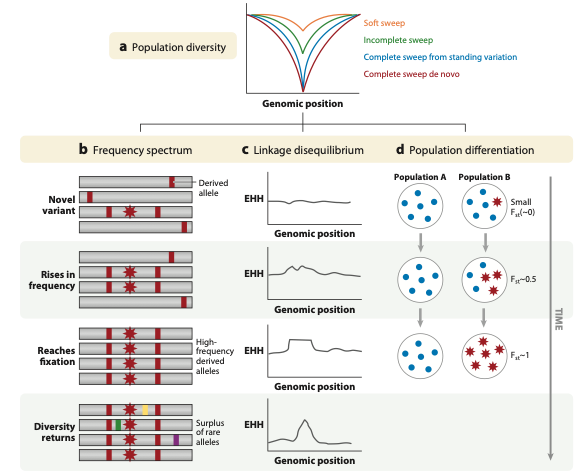 a Population diversity
Soft sweep
Incomplete sweep
Complete sweep from standing variation
Complete sweep de novo
Genomic position
b Frequency spectrum
c Linkage disequilibrium
d Population differentiation
Novel
variant
Derived
allele
EHH
Genomic position
Population A
Population B
Small
Fst(~0)
Rises in
frequency
EHH
Genomic position
Fst~0.5
Reaches
fixation
High-
frequency
derived
alleles
EHH
Genomic position
Fst~1
Diversity
returns
Surplus
of rare
alleles
EHH
Genomic position
TIME